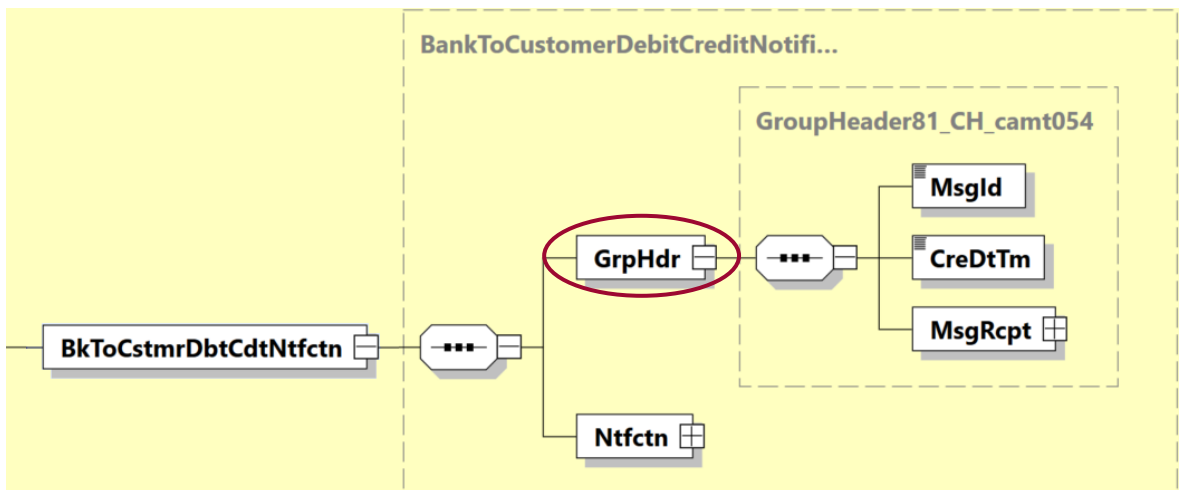 BankToCustomerDebitCreditNotifi...
GroupHeader81_CH_camt054
MsgId
GrpHdr
CreDtTm
MsgRcpt
BkToCstmrDbtCdtNtfctn
Ntfctn